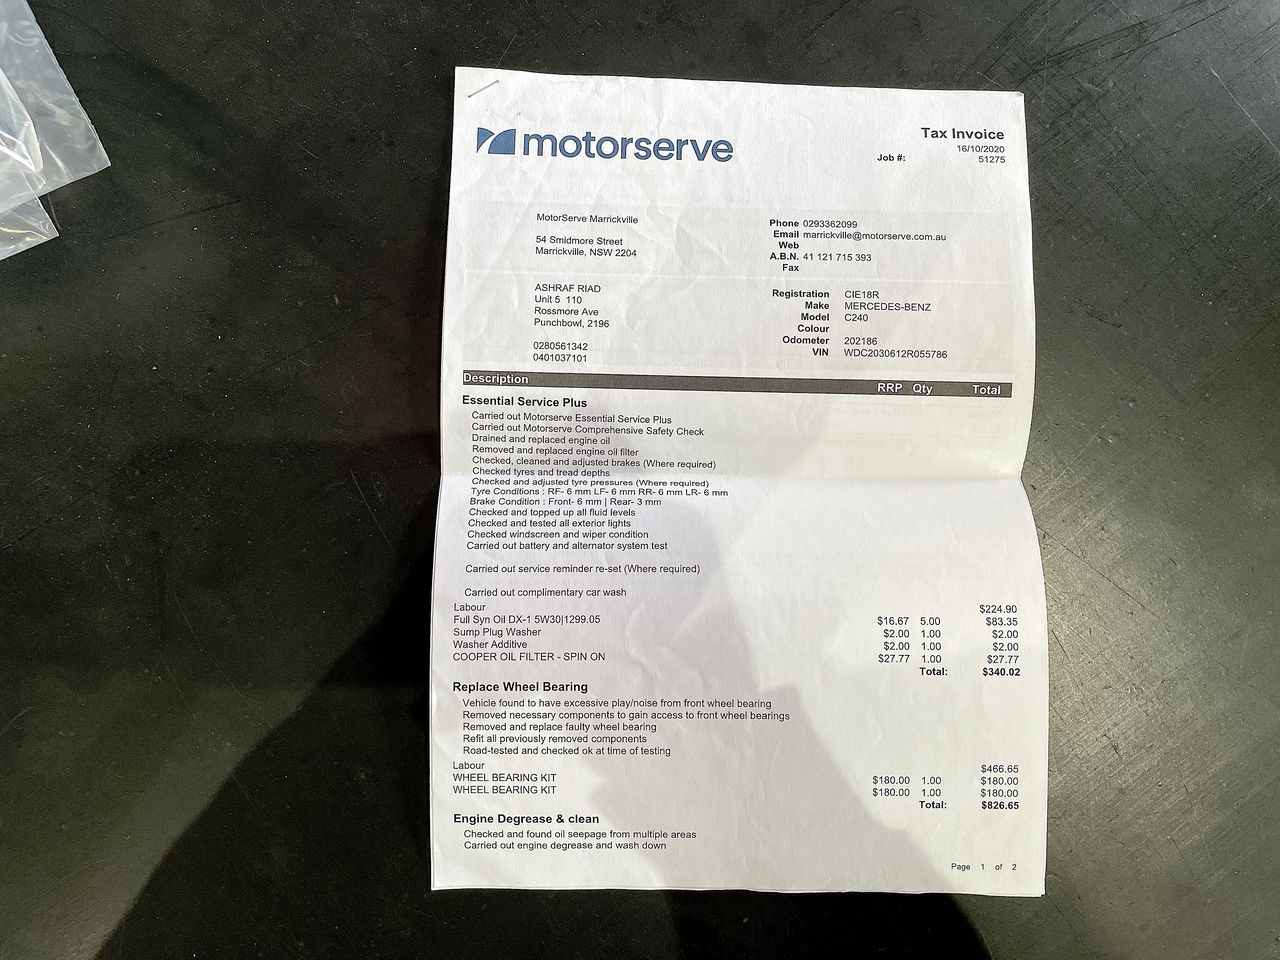 motorserve
Tax Invoice
16/10/2020
Job #: 51275
MotorServe Marrickville
54 Smidmore Street
Marrickville, NSW 2204
Phone 0293362099
Email marrickville@motorserve.com.au
Web
A.B.N. 41 121 715 393
Fax
ASHRAF RIAD
Unit 5 110
Rossmore Ave
Punchbowl, 2196
0280561342
0401037101
Registration CIE18R
Make MERCEDES-BENZ
Model C240
Colour
Odometer 202186
VIN WDC2030612R055786
Description RRP Qty Total
Essential Service Plus
Carried out Motorserve Essential Service Plus
Carried out Motorserve Comprehensive Safety Check
Drained and replaced engine oil
Removed and replaced engine oil filter
Checked, cleaned and adjusted brakes (Where required)
Checked tyres and tread depths
Checked and adjusted tyre pressures (Where required)
Tyre Conditions : RF- 6 mm LF- 6 mm RR- 6 mm LR- 6 mm
Brake Condition : Front- 6 mm | Rear- 3 mm
Checked and topped up all fluid levels
Checked and tested all exterior lights
Checked windscreen and wiper condition
Carried out battery and alternator system test
Carried out service reminder re-set (Where required)
Carried out complimentary car wash
Labour $224.90
Full Syn Oil DX-1 5W30|1299.05 $16.67 5.00 $83.35
Sump Plug Washer $2.00 1.00 $2.00
Washer Additive $2.00 1.00 $2.00
COOPER OIL FILTER - SPIN ON $27.77 1.00 $27.77
Total: $340.02
Replace Wheel Bearing
Vehicle found to have excessive play/noise from front wheel bearing
Removed necessary components to gain access to front wheel bearings
Removed and replace faulty wheel bearing
Refit all previously removed components
Road-tested and checked ok at time of testing
Labour $466.65
WHEEL BEARING KIT $180.00 1.00 $180.00
WHEEL BEARING KIT $180.00 1.00 $180.00
Total: $826.65
Engine Degrease & clean
Checked and found oil seepage from multiple areas
Carried out engine degrease and wash down
Page 1 of 2